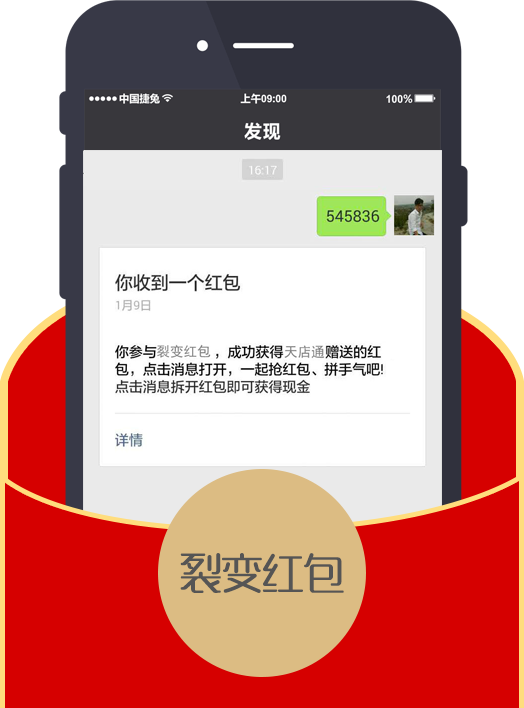 中国捷兔 上午09:00 100%
发现
16:17
545836
你收到一个红包
1月9日
你参与裂变红包，成功获得天店通赠送的红
包，点击消息打开，一起抢红包、拼手气吧!
点击消息拆开红包即可获得现金
详情
裂变红包